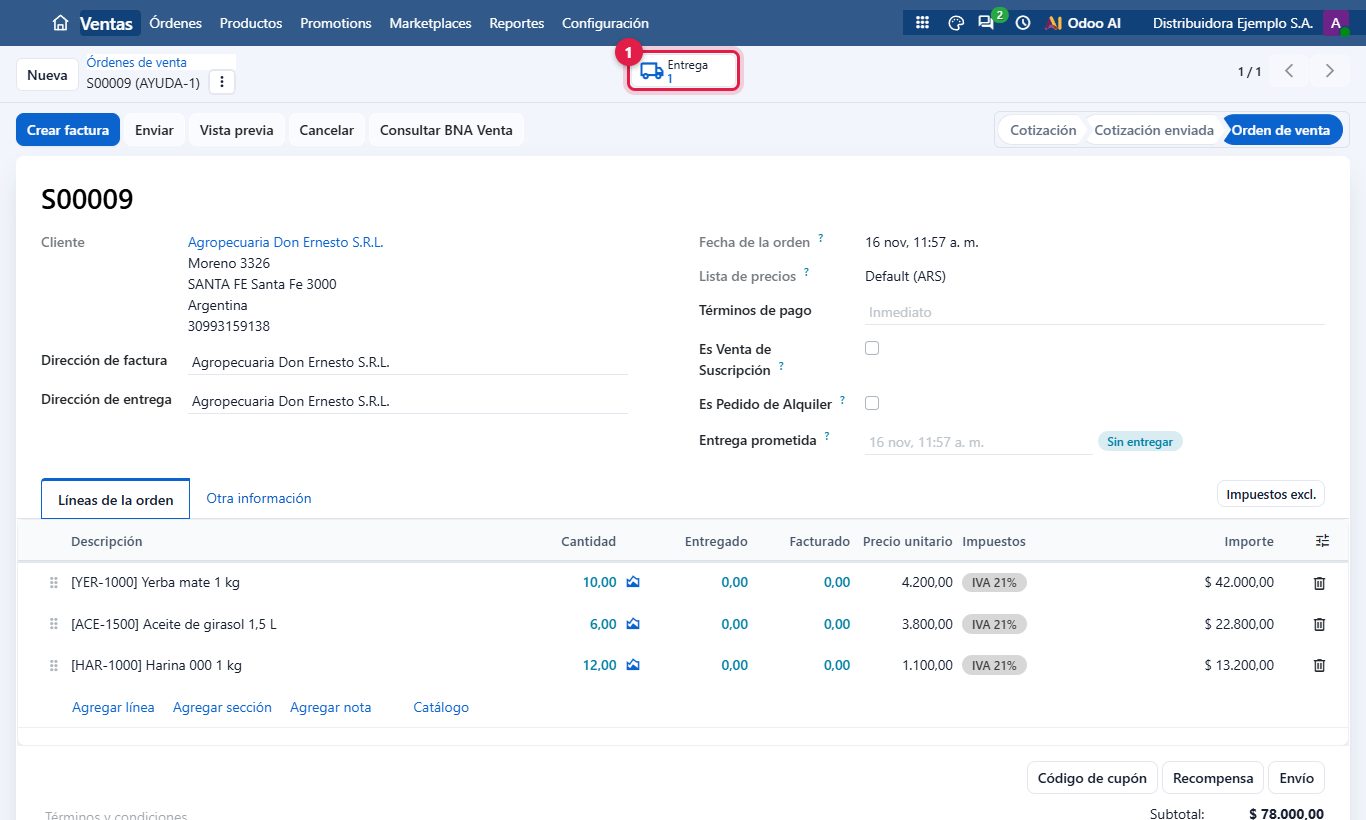 Ventas Órdenes Productos Promotions Marketplaces Reportes Configuración 2 Odoo AI Distribuidora Ejemplo S.A. A
Nueva Órdenes de venta
S00009 (AYUDA-1)
1 Entrega 1
1 / 1
Crear factura Enviar Vista previa Cancelar Consultar BNA Venta Cotización Cotización enviada Orden de venta
S00009
Cliente Agropecuaria Don Ernesto S.R.L.
Moreno 3326
SANTA FE Santa Fe 3000
Argentina
30993159138
Dirección de factura Agropecuaria Don Ernesto S.R.L.
Dirección de entrega Agropecuaria Don Ernesto S.R.L.
Fecha de la orden ? 16 nov, 11:57 a. m.
Lista de precios ? Default (ARS)
Términos de pago Inmediato
Es Venta de
Suscripción ?
Es Pedido de Alquiler ?
Entrega prometida ? 16 nov, 11:57 a. m. Sin entregar
Líneas de la orden Otra información Impuestos excl.
Descripción Cantidad Entregado Facturado Precio unitario Impuestos Importe
[YER-1000] Yerba mate 1 kg 10,00 0,00 0,00 4.200,00 IVA 21% $ 42.000,00
[ACE-1500] Aceite de girasol 1,5 L 6,00 0,00 0,00 3.800,00 IVA 21% $ 22.800,00
[HAR-1000] Harina 000 1 kg 12,00 0,00 0,00 1.100,00 IVA 21% $ 13.200,00
Agregar línea Agregar sección Agregar nota Catálogo
Código de cupón Recompensa Envío
Términos y condiciones Subtotal: $ 78.000,00